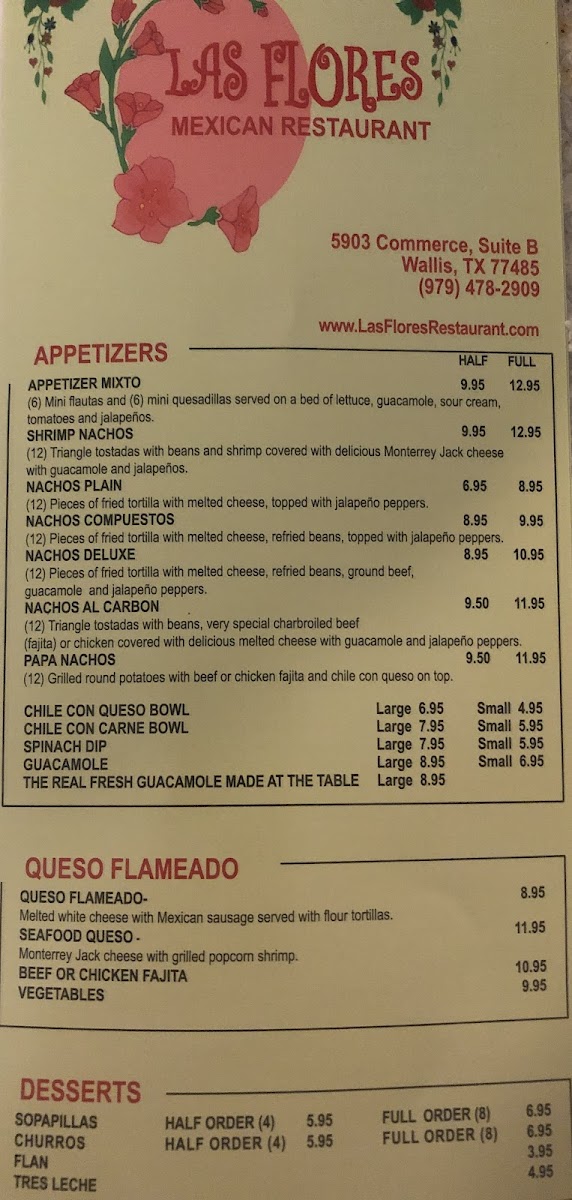 LAS FLORES
MEXICAN RESTAURANT
5903 Commerce, Suite B
Wallis, TX 77485
(979) 478-2909
www.LasFloresRestaurant.com
APPETIZERS HALF FULL
APPETIZER MIXTO 9.95 12.95
(6) Mini flautas and (6) mini quesadillas served on a bed of lettuce, guacamole, sour cream,
tomatoes and jalapeños.
SHRIMP NACHOS 9.95 12.95
(12) Triangle tostadas with beans and shrimp covered with delicious Monterrey Jack cheese
with guacamole and jalapeños.
NACHOS PLAIN 6.95 8.95
(12) Pieces of fried tortilla with melted cheese, topped with jalapeño peppers.
NACHOS COMPUESTOS 8.95 9.95
(12) Pieces of fried tortilla with melted cheese, refried beans, topped with jalapeño peppers.
NACHOS DELUXE 8.95 10.95
(12) Pieces of fried tortilla with melted cheese, refried beans, ground beef,
guacamole and jalapeño peppers.
NACHOS AL CARBON 9.50 11.95
(12) Triangle tostadas with beans, very special charbroiled beef
(fajita) or chicken covered with delicious melted cheese with guacamole and jalapeño peppers.
PAPA NACHOS 9.50 11.95
(12) Grilled round potatoes with beef or chicken fajita and chile con queso on top.
CHILE CON QUESO BOWL Large 6.95 Small 4.95
CHILE CON CARNE BOWL Large 7.95 Small 5.95
SPINACH DIP Large 7.95 Small 5.95
GUACAMOLE Large 8.95 Small 6.95
THE REAL FRESH GUACAMOLE MADE AT THE TABLE Large 8.95
QUESO FLAMEADO
QUESO FLAMEADO- 8.95
Melted white cheese with Mexican sausage served with flour tortillas.
SEAFOOD QUESO - 11.95
Monterrey Jack cheese with grilled popcorn shrimp.
BEEF OR CHICKEN FAJITA 10.95
VEGETABLES 9.95
DESSERTS
SOPAPILLAS HALF ORDER (4) 5.95 FULL ORDER (8) 6.95
CHURROS HALF ORDER (4) 5.95 FULL ORDER (8) 6.95
FLAN 3.95
TRES LECHE 4.95